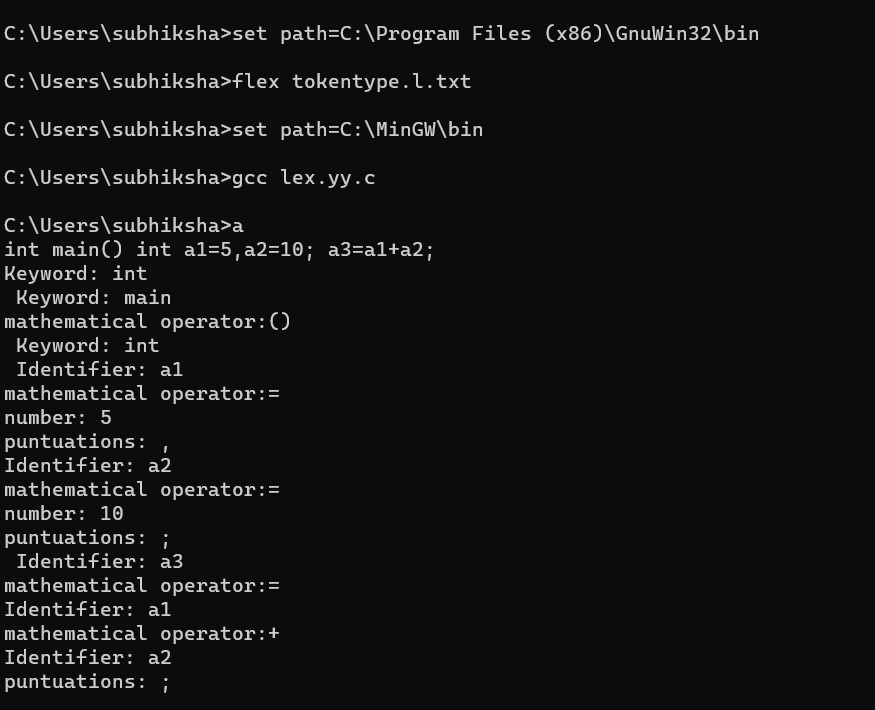 C:\Users\subhiksha>set path=C:\Program Files (x86)\GnuWin32\bin
C:\Users\subhiksha>flex tokentype.l.txt
C:\Users\subhiksha>set path=C:\MinGW\bin
C:\Users\subhiksha>gcc lex.yy.c
C:\Users\subhiksha>a
int main() int a1=5,a2=10; a3=a1+a2;
Keyword: int
 Keyword: main
mathematical operator:()
 Keyword: int
 Identifier: a1
mathematical operator:=
number: 5
puntuations: ,
Identifier: a2
mathematical operator:=
number: 10
puntuations: ;
 Identifier: a3
mathematical operator:=
Identifier: a1
mathematical operator:+
Identifier: a2
puntuations: ;